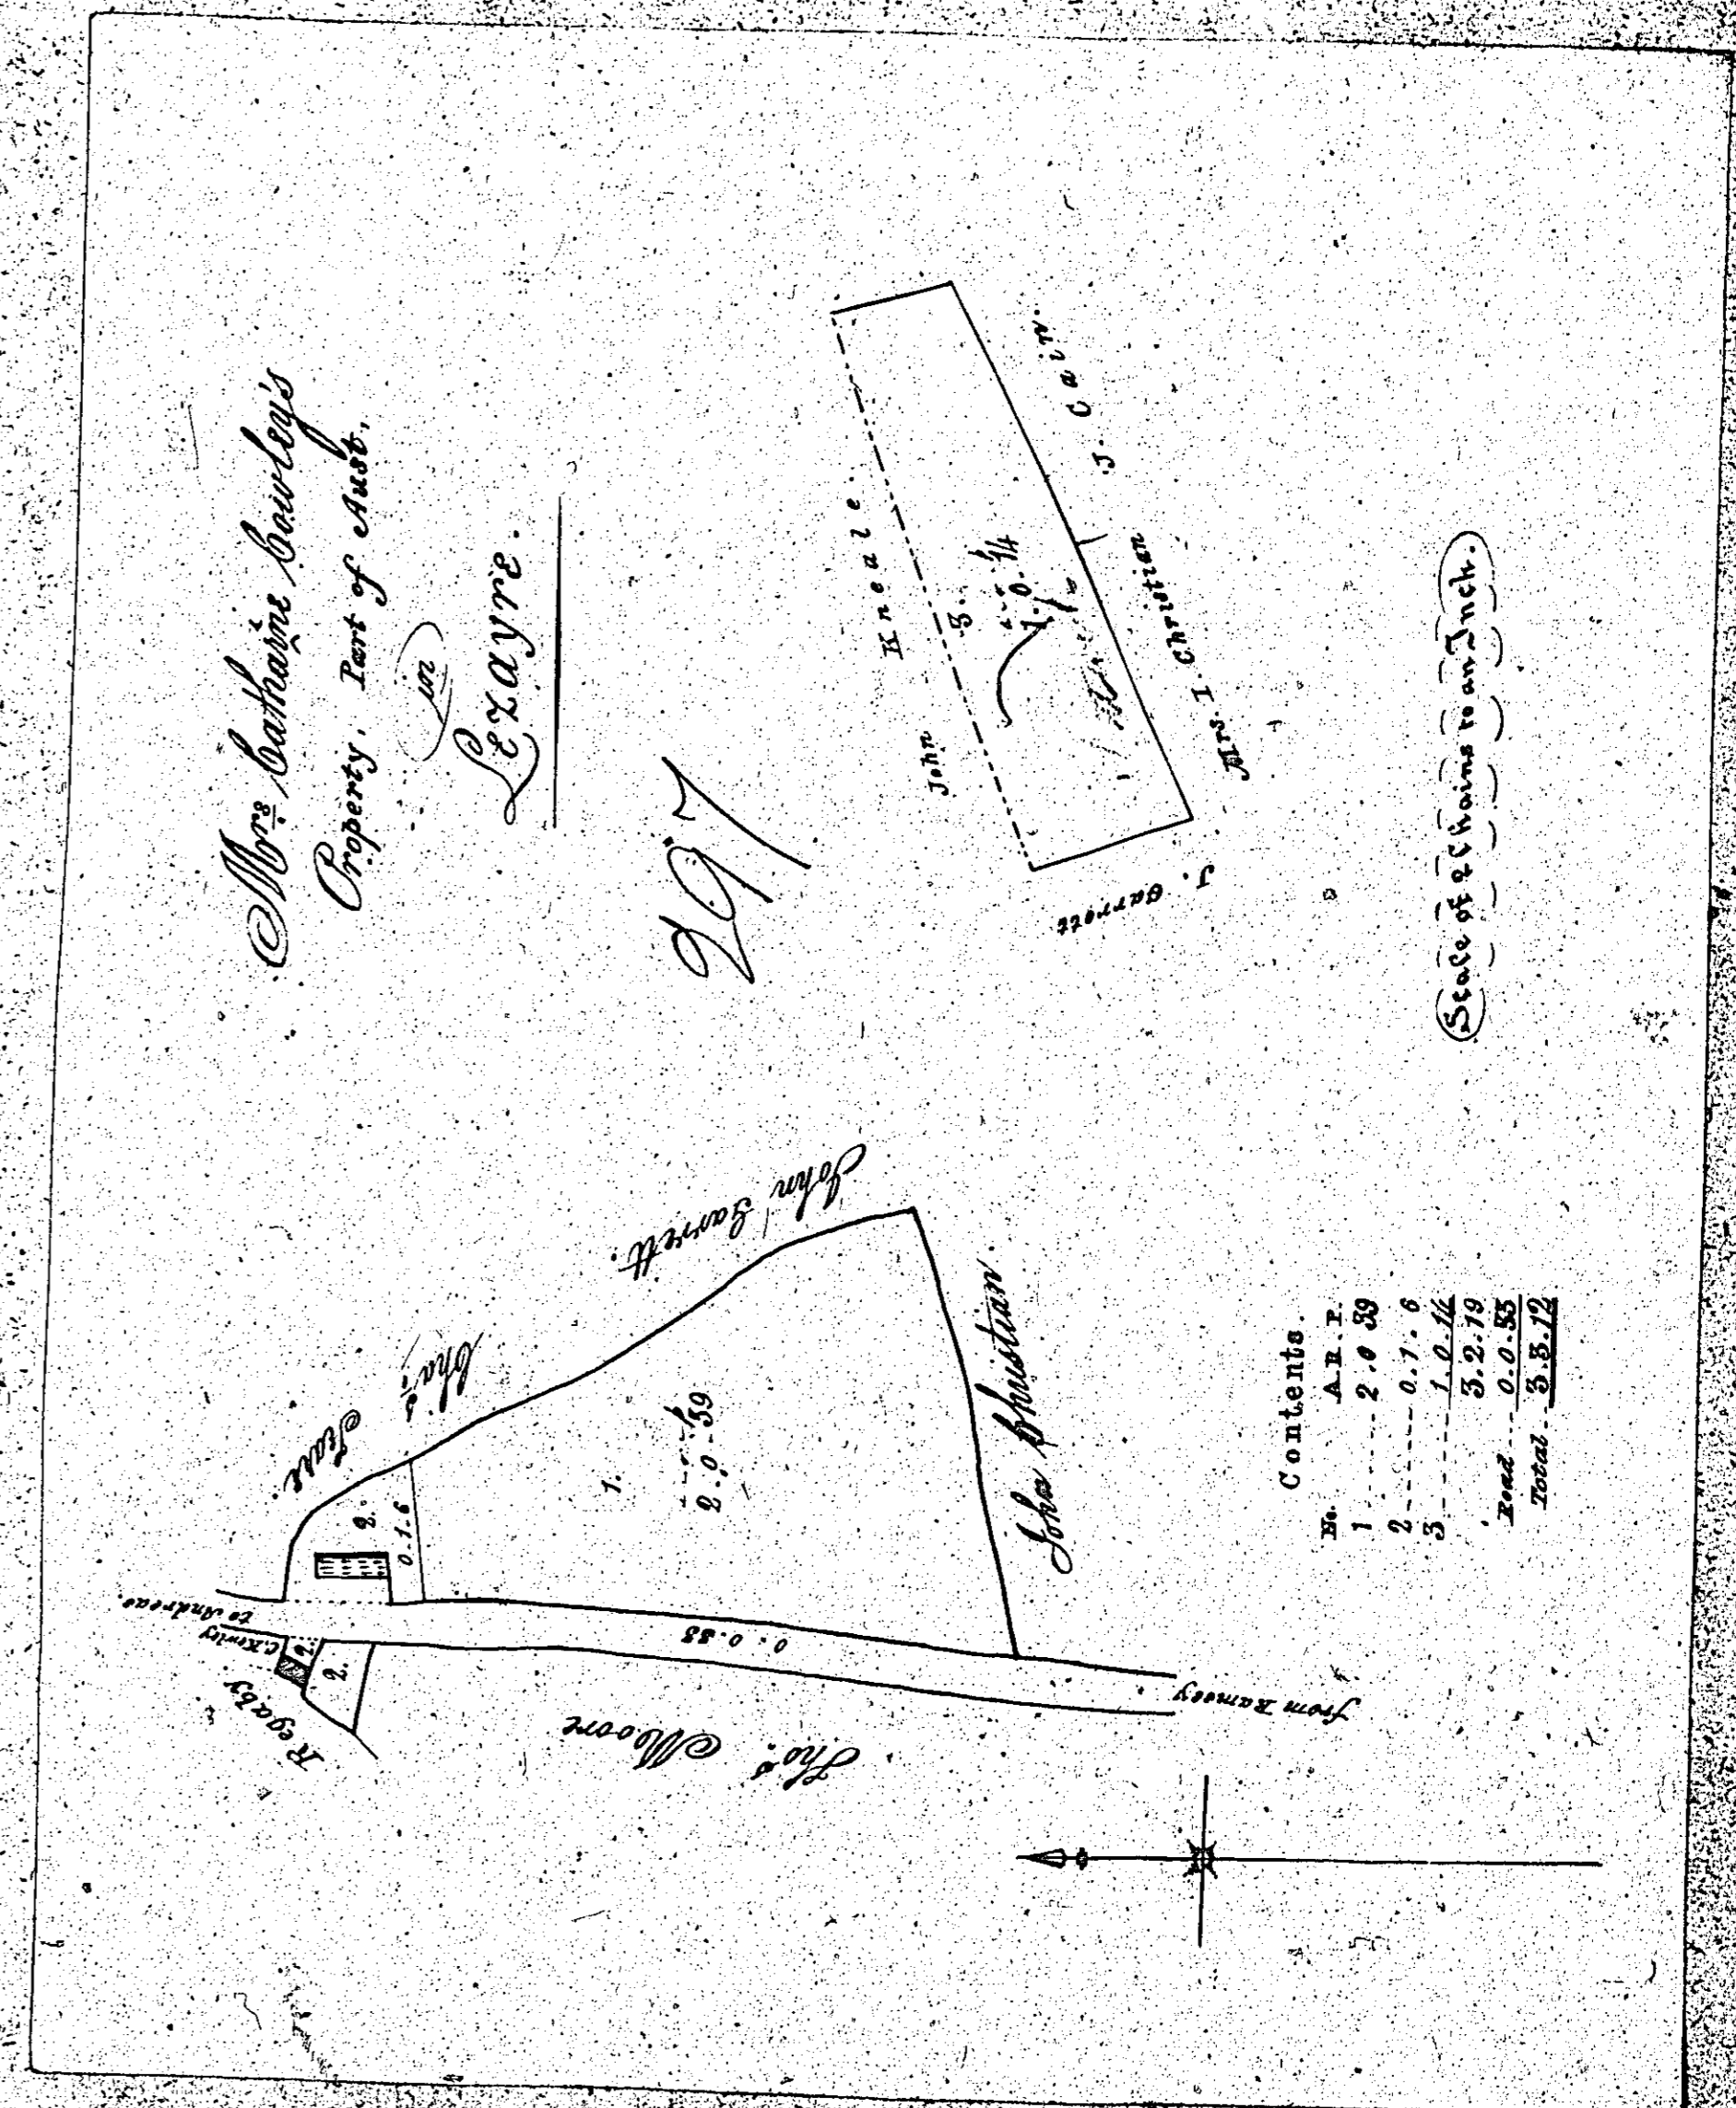 Mrs. Catharine Cowley's
Property. Part of Aust,
in
Lezayre.
297
John Kneale.
3.
1.0.14
J. Cain.
Mrs. I. Christian
J. Garrett
Scale of 2 Chains to an Inch.
Chas.
John Garrett.
2.
0.1.6
1.
2.0.39
John Christian.
to Andreas.
C. Kewley
2.
2.
Regaby
0.0.33
Thos. Moore
from Ramsey
Contents.
No. A. R. P.
1 ---- 2.0 39
2 ---- 0.1.6
3 ---- 1.0.14
3.2.19
Road --- 0.0.33
Total -- 3.3.12